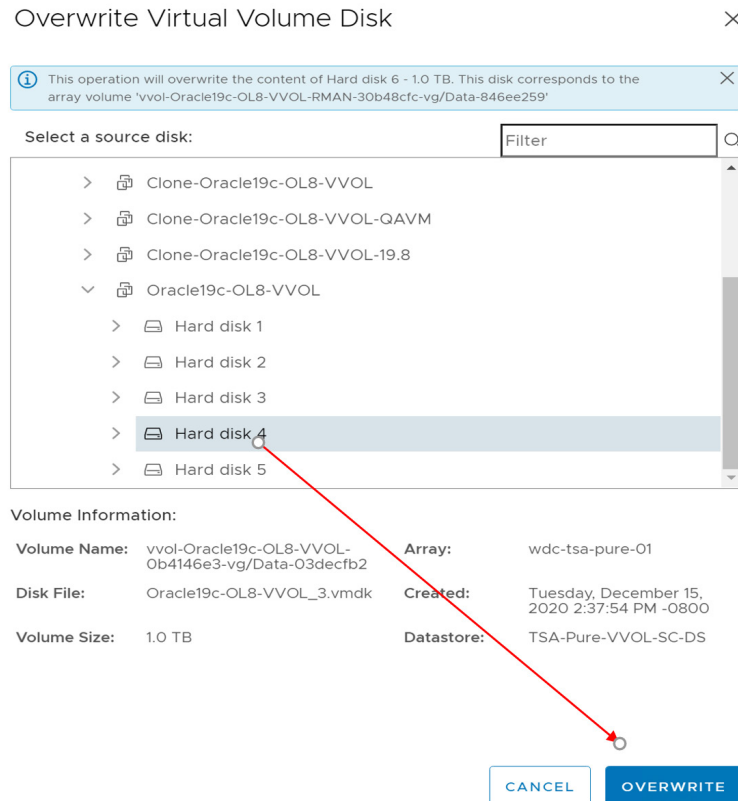 Overwrite Virtual Volume Disk
This operation will overwrite the content of Hard disk 6 - 1.0 TB. This disk corresponds to the
array volume 'vvol-Oracle19c-OL8-VVOL-RMAN-30b48cfc-vg/Data-846ee259'
Select a source disk:
Filter
Clone-Oracle19c-OL8-VVOL
Clone-Oracle19c-OL8-VVOL-QAVM
Clone-Oracle19c-OL8-VVOL-19.8
Oracle19c-OL8-VVOL
Hard disk 1
Hard disk 2
Hard disk 3
Hard disk 4
Hard disk 5
Volume Information:
Volume Name: vvol-Oracle19c-OL8-VVOL-
0b4146e3-vg/Data-03decfb2
Array: wdc-tsa-pure-01
Disk File: Oracle19c-OL8-VVOL_3.vmdk
Created: Tuesday, December 15,
2020 2:37:54 PM -0800
Volume Size: 1.0 TB
Datastore: TSA-Pure-VVOL-SC-DS
CANCEL
OVERWRITE